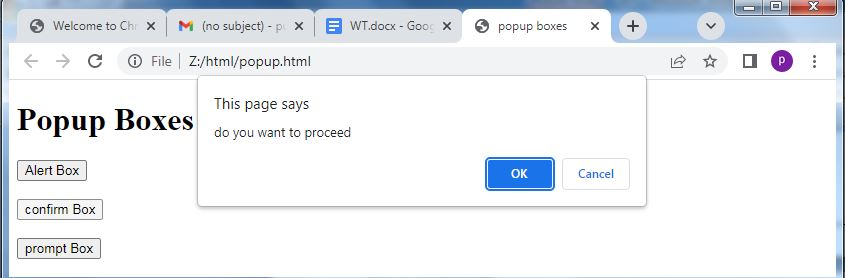 Welcome to Chr
(no subject) - pu
WT.docx - Goog
popup boxes
File
Z:/html/popup.html
P
This page says
do you want to proceed
OK
Cancel
Popup Boxes
Alert Box
confirm Box
prompt Box